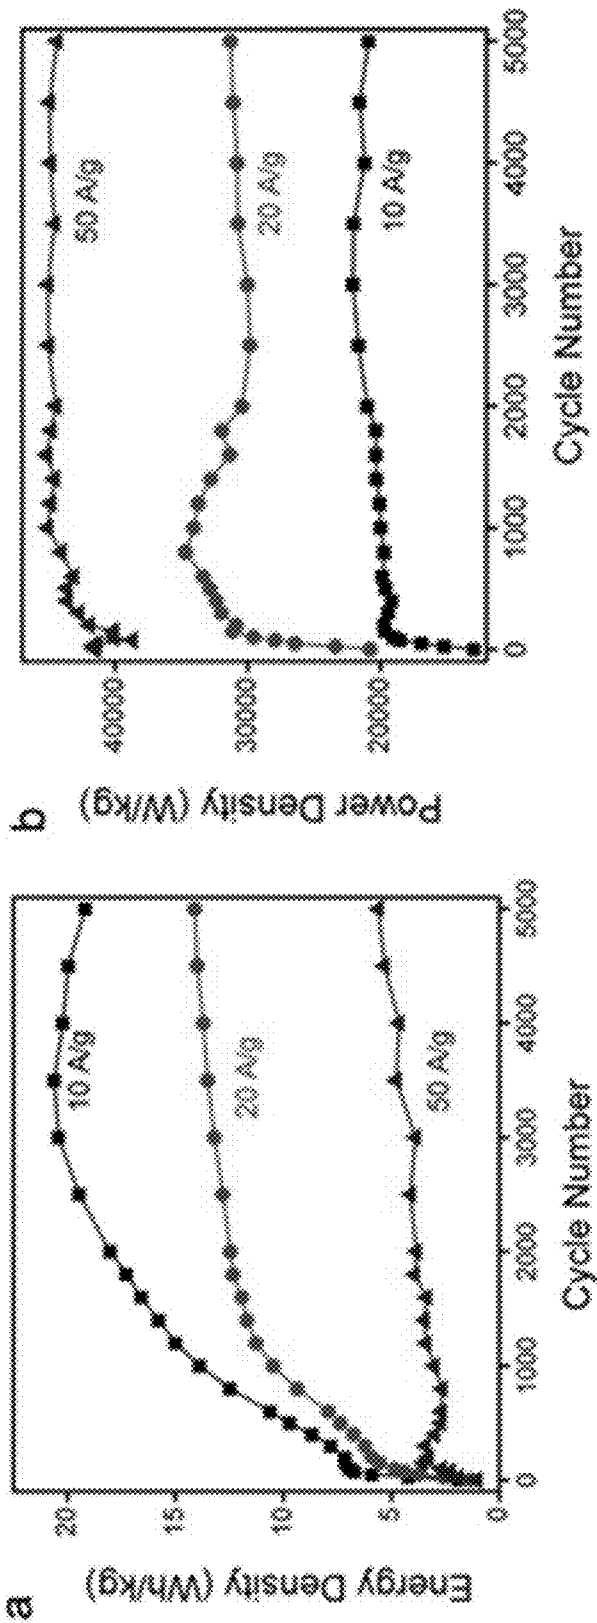 a
Energy Density (Wh/kg)
20
15
10
5
0
10 A/g
20 A/g
50 A/g
0
1000
2000
3000
4000
5000
Cycle Number
b
Power Density (W/kg)
40000
30000
20000
50 A/g
20 A/g
10 A/g
0
1000
2000
3000
4000
5000
Cycle Number